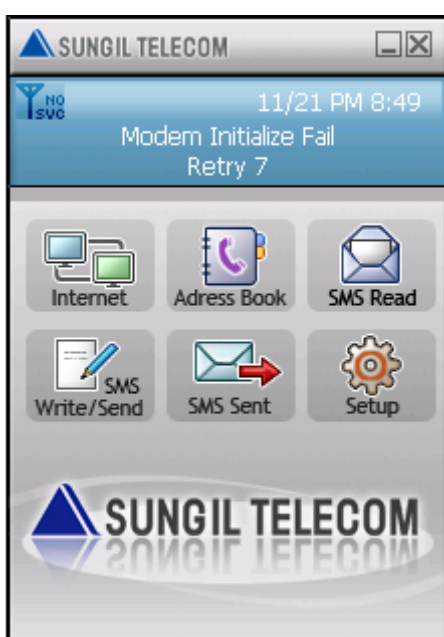 SUNGIL TELECOM
NO
SVC
11/21 PM 8:49
Modem Initialize Fail
Retry 7
Internet
Adress Book
SMS Read
SMS
Write/Send
SMS Sent
Setup
SUNGIL TELECOM